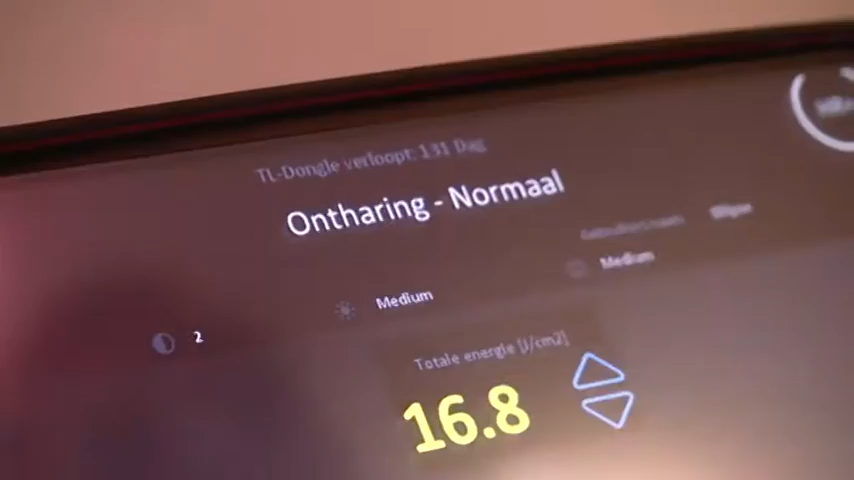 TL-Dongle verloopt: 131 Dag
Ontharing - Normaal
Medium
Medium
2
Totale energie [J/cm2]
16.8